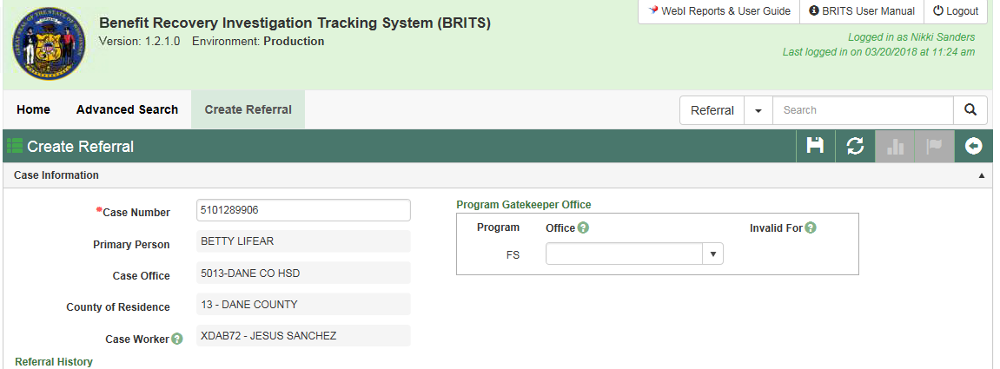 Benefit Recovery Investigation Tracking System (BRITS)
Version: 1.2.1.0 Environment: Production
WebI Reports & User Guide
BRITS User Manual
Logout
Logged in as Nikki Sanders
Last logged in on 03/20/2018 at 11:24 am
Home Advanced Search Create Referral
Referral Search
Create Referral
Case Information
*Case Number 5101289906
Primary Person BETTY LIFEAR
Case Office 5013-DANE CO HSD
County of Residence 13 - DANE COUNTY
Case Worker ? XDAB72 - JESUS SANCHEZ
Program Gatekeeper Office
Program Office ? Invalid For ?
FS
Referral History